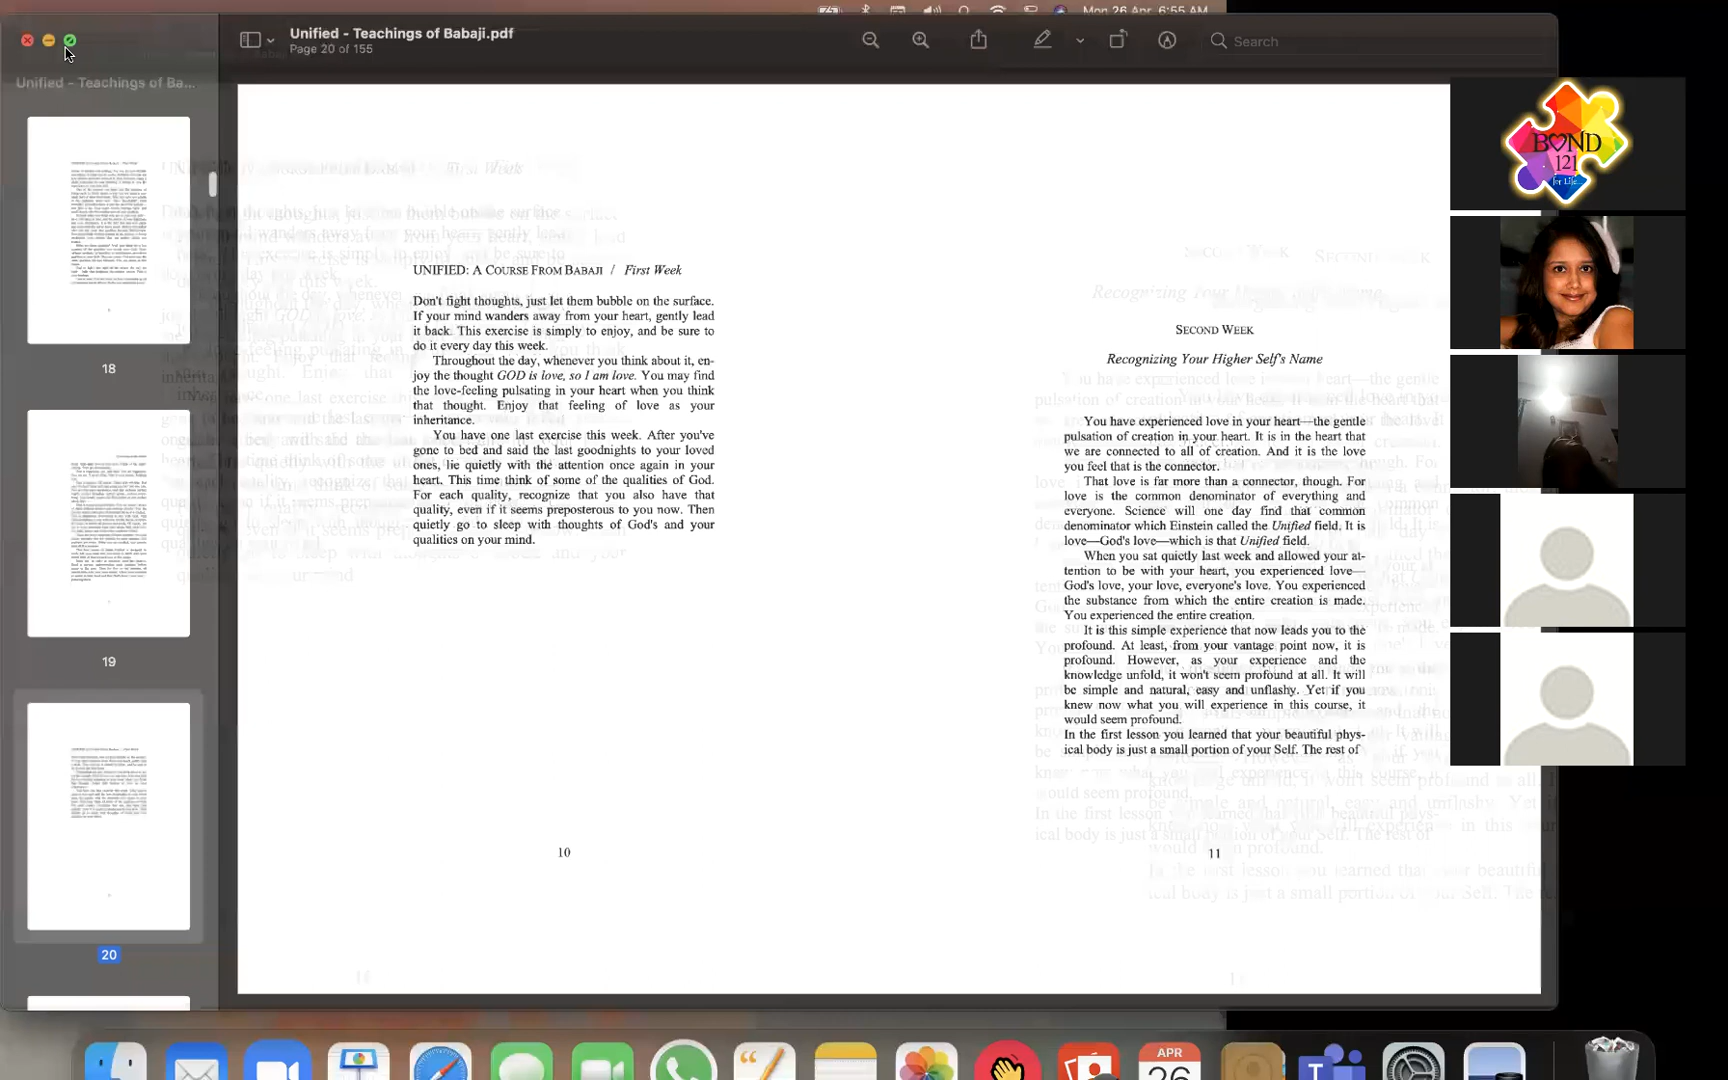 Mon 26 Apr 6:55 AM
Unified - Teachings of Babaji.pdf
Page 20 of 155
Search
Unified - Teachings of Ba...
18
19
20
UNIFIED: A COURSE FROM BABAJI / First Week
Don't fight thoughts, just let them bubble on the surface.
If your mind wanders away from your heart, gently lead
it back. This exercise is simply to enjoy, and be sure to
do it every day this week.
Throughout the day, whenever you think about it, en-
joy the thought GOD is love, so I am love. You may find
the love-feeling pulsating in your heart when you think
that thought. Enjoy that feeling of love as your
inheritance.
You have one last exercise this week. After you've
gone to bed and said the last goodnights to your loved
ones, lie quietly with the attention once again in your
heart. This time think of some of the qualities of God.
For each quality, recognize that you also have that
quality, even if it seems preposterous to you now. Then
quietly go to sleep with thoughts of God's and your
qualities on your mind.
10
SECOND WEEK
Recognizing Your Higher Self's Name
You have experienced love in your heart—the gentle
pulsation of creation in your heart. It is in the heart that
we are connected to all of creation. And it is the love
you feel that is the connector.
That love is far more than a connector, though. For
love is the common denominator of everything and
everyone. Science will one day find that common
denominator which Einstein called the Unified field. It is
love—God's love—which is that Unified field.
When you sat quietly last week and allowed your at-
tention to be with your heart, you experienced love—
God's love, your love, everyone's love. You experienced
the substance from which the entire creation is made.
You experienced the entire creation.
It is this simple experience that now leads you to the
profound. At least, from your vantage point now, it is
profound. However, as your experience and the
knowledge unfold, it won't seem profound at all. It will
be simple and natural, easy and unflashy. Yet if you
knew now what you will experience in this course, it
would seem profound.
In the first lesson you learned that your beautiful phys-
ical body is just a small portion of your Self. The rest of
11
BOND
121
for Life...
APR
26